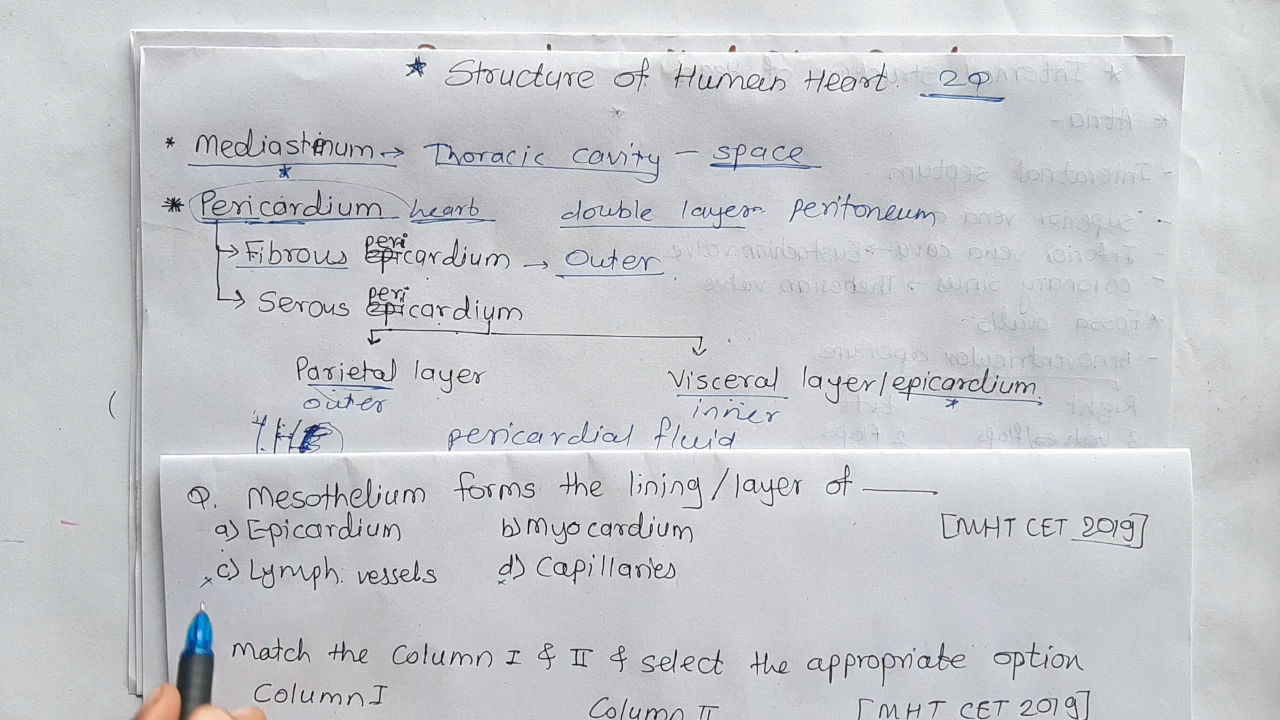 * Structure of Human Heart 2Q
* Mediastinum → Thoracic cavity - space
*
* Pericardium heart double layer peritoneum
→ Fibrous pericardium → Outer
→ Serous pericardium
Parietal layer Visceral layer/epicardium
outer inner *
pericardial fluid
Q. Mesothelium forms the lining/layer of ——
a) Epicardium b) Myocardium [MHT CET 2019]
c) Lymph. vessels d) Capillaries
match the Column I & II & select the appropriate option
Column I Column II [MHT CET 2019]